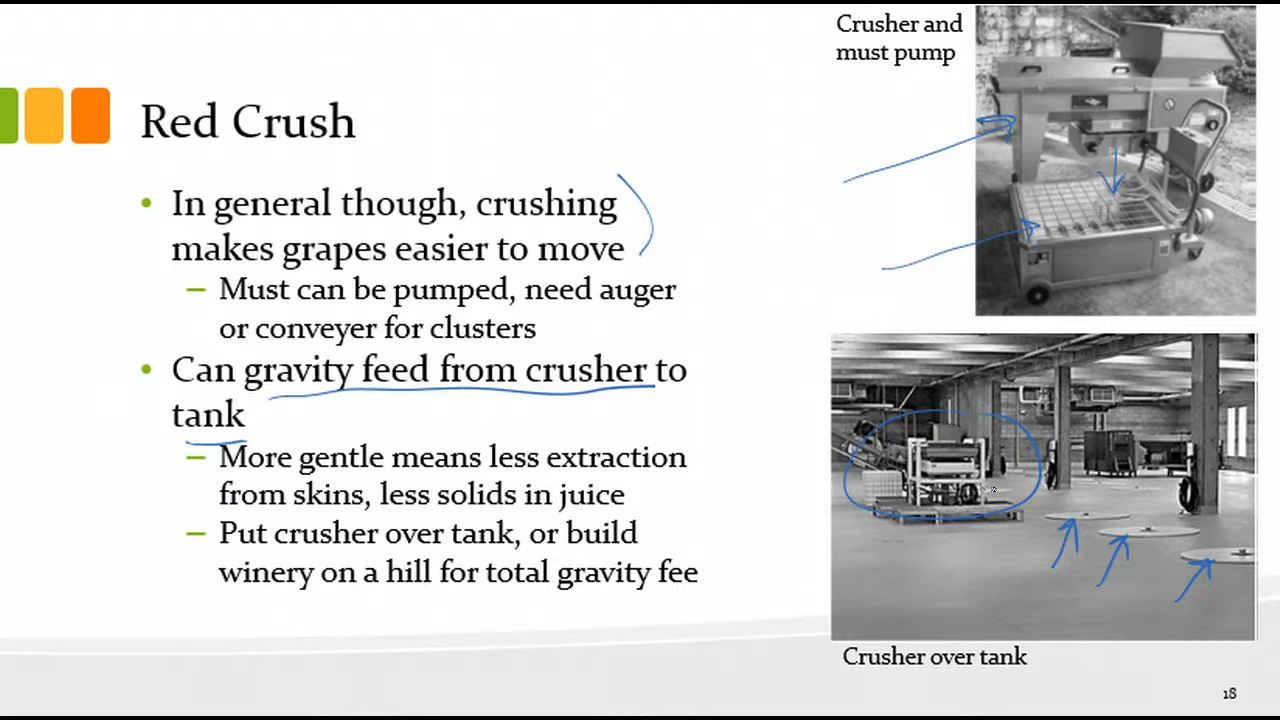 Crusher and
must pump
Red Crush
• In general though, crushing
makes grapes easier to move
– Must can be pumped, need auger
or conveyer for clusters
• Can gravity feed from crusher to
tank
– More gentle means less extraction
from skins, less solids in juice
– Put crusher over tank, or build
winery on a hill for total gravity fee
Crusher over tank
18